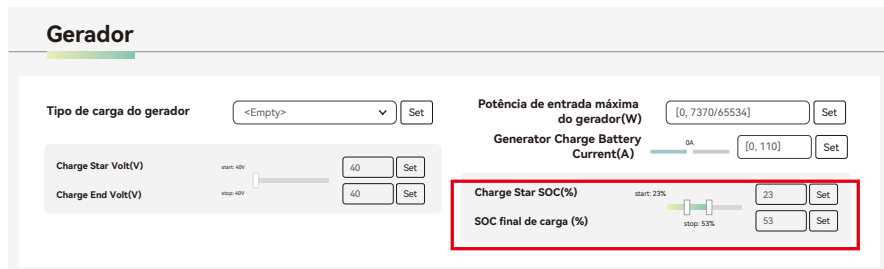 Gerador
Tipo de carga do gerador
<Empty>
Set
Potência de entrada máxima
do gerador(W)
[0, 7370/65534]
Set
Generator Charge Battery
Current(A)
0A
[0, 110]
Set
Charge Star Volt(V)
start: 40V
40
Set
Charge End Volt(V)
stop: 40V
40
Set
Charge Star SOC(%)
start: 23%
23
Set
SOC final de carga (%)
stop: 53%
53
Set